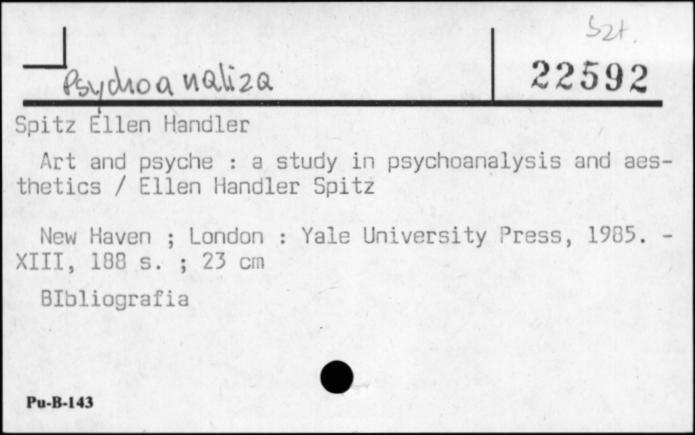 Szt.
Psychoanaliza
22592
Spitz Ellen Handler
Art and psyche : a study in psychoanalysis and aes-
thetics / Ellen Handler Spitz
New Haven ; London : Yale University Press, 1985. -
XIII, 188 s. ; 23 cm
BIbliografia
Pu-B-143